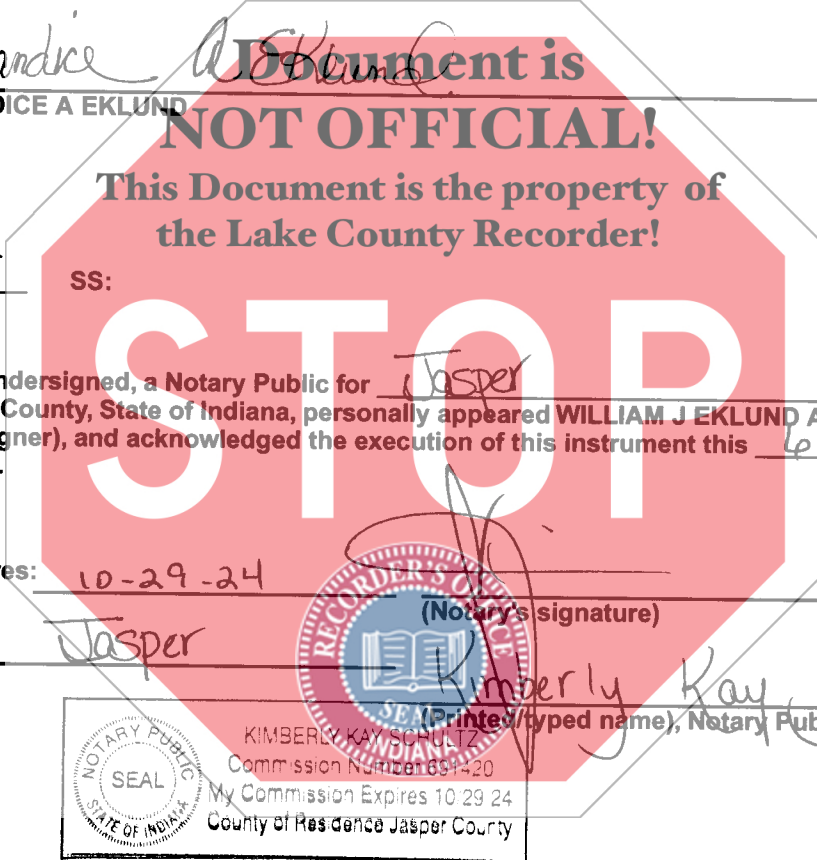 ndice A Eklund
Document is
DICE A EKLUND
NOT OFFICIAL!
This Document is the property of
the Lake County Recorder!
SS:
STOP
ndersigned, a Notary Public for Jasper
County, State of Indiana, personally appeared WILLIAM J EKLUND A
gner), and acknowledged the execution of this instrument this 6
es: 10-29-24
(Notary's signature)
Jasper
Kimberly Kay
(Printed/typed name), Notary Pub
RECORDER'S OFFICE
SEAL
INDIANA
NOTARY PUBLIC
SEAL
STATE OF INDIANA
KIMBERLY KAY SCHULTZ
Commission Number 691420
My Commission Expires 10 29 24
County of Residence Jasper County